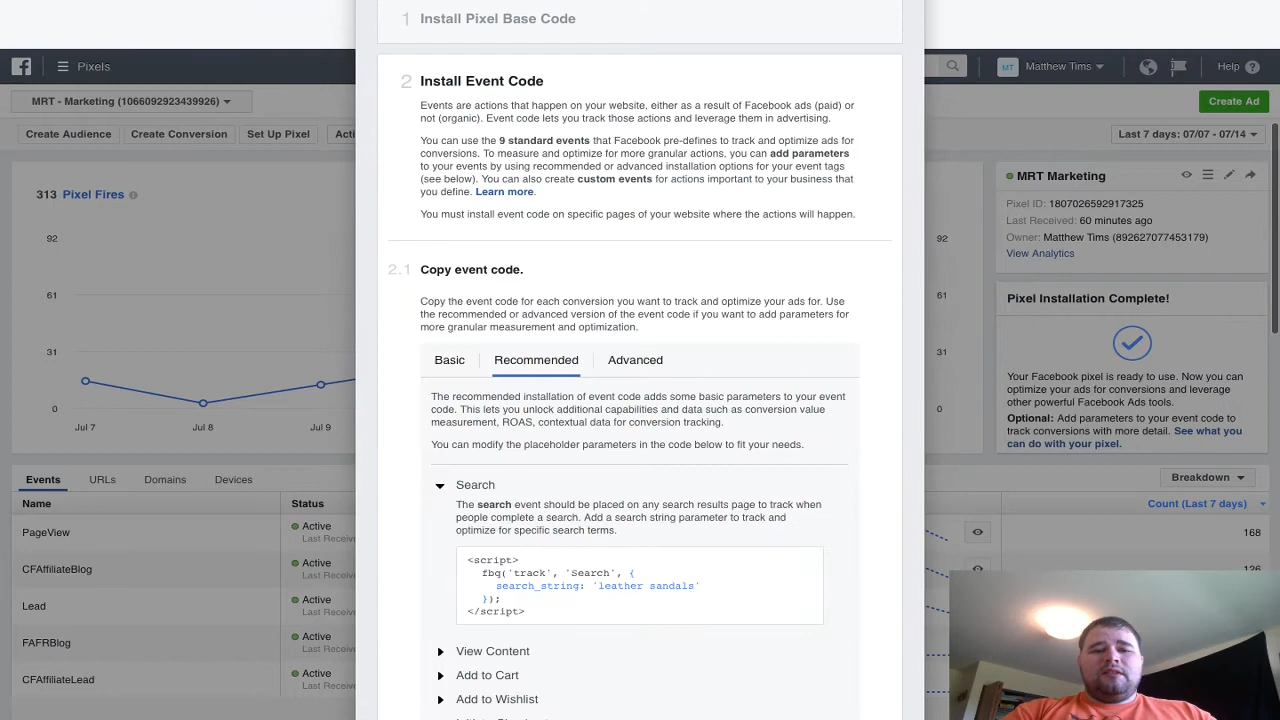 1 Install Pixel Base Code
Pixels
Matthew Tims
Help
MRT - Marketing (1066092923439926)
Create Ad
Create Audience
Create Conversion
Set Up Pixel
Last 7 days: 07/07 - 07/14
313 Pixel Fires
92
61
31
0
Jul 7
Jul 8
Jul 9
2 Install Event Code
Events are actions that happen on your website, either as a result of Facebook ads (paid) or
not (organic). Event code lets you track those actions and leverage them in advertising.
You can use the 9 standard events that Facebook pre-defines to track and optimize ads for
conversions. To measure and optimize for more granular actions, you can add parameters
to your events by using recommended or advanced installation options for your event tags
(see below). You can also create custom events for actions important to your business that
you define. Learn more.
You must install event code on specific pages of your website where the actions will happen.
2.1 Copy event code.
Copy the event code for each conversion you want to track and optimize your ads for. Use
the recommended or advanced version of the event code if you want to add parameters for
more granular measurement and optimization.
Basic
Recommended
Advanced
The recommended installation of event code adds some basic parameters to your event
code. This lets you unlock additional capabilities and data such as conversion value
measurement, ROAS, contextual data for conversion tracking.
You can modify the placeholder parameters in the code below to fit your needs.
Search
The search event should be placed on any search results page to track when
people complete a search. Add a search string parameter to track and
optimize for specific search terms.
<script>
fbq('track', 'Search', {
search_string: 'leather sandals'
});
</script>
View Content
Add to Cart
Add to Wishlist
92
61
31
0
MRT Marketing
Pixel ID: 1807026592917325
Last Received: 60 minutes ago
Owner: Matthew Tims (892627077453179)
View Analytics
Pixel Installation Complete!
Your Facebook pixel is ready to use. Now you can
optimize your ads for conversions and leverage
other powerful Facebook Ads tools.
Optional: Add parameters to your event code to
track conversions with more detail. See what you
can do with your pixel.
Events
URLs
Domains
Devices
Breakdown
Name
Status
Count (Last 7 days)
PageView
Active
168
CFAffiliateBlog
Active
Lead
Active
FAFRBlog
Active
CFAffiliateLead
Active